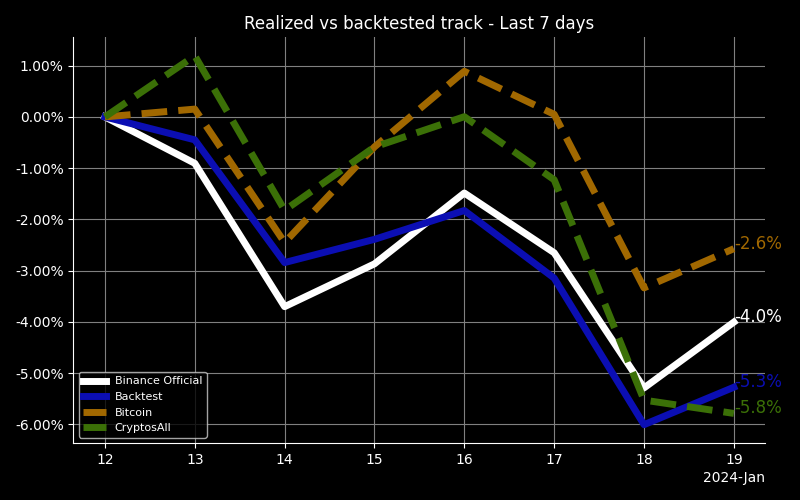 Realized vs backtested track - Last 7 days
1.00%
0.00%
-1.00%
-2.00%
-3.00%
-4.00%
-5.00%
-6.00%
-2.6%
-4.0%
-5.3%
-5.8%
Binance Official
Backtest
Bitcoin
CryptosAll
12 13 14 15 16 17 18 19
2024-Jan